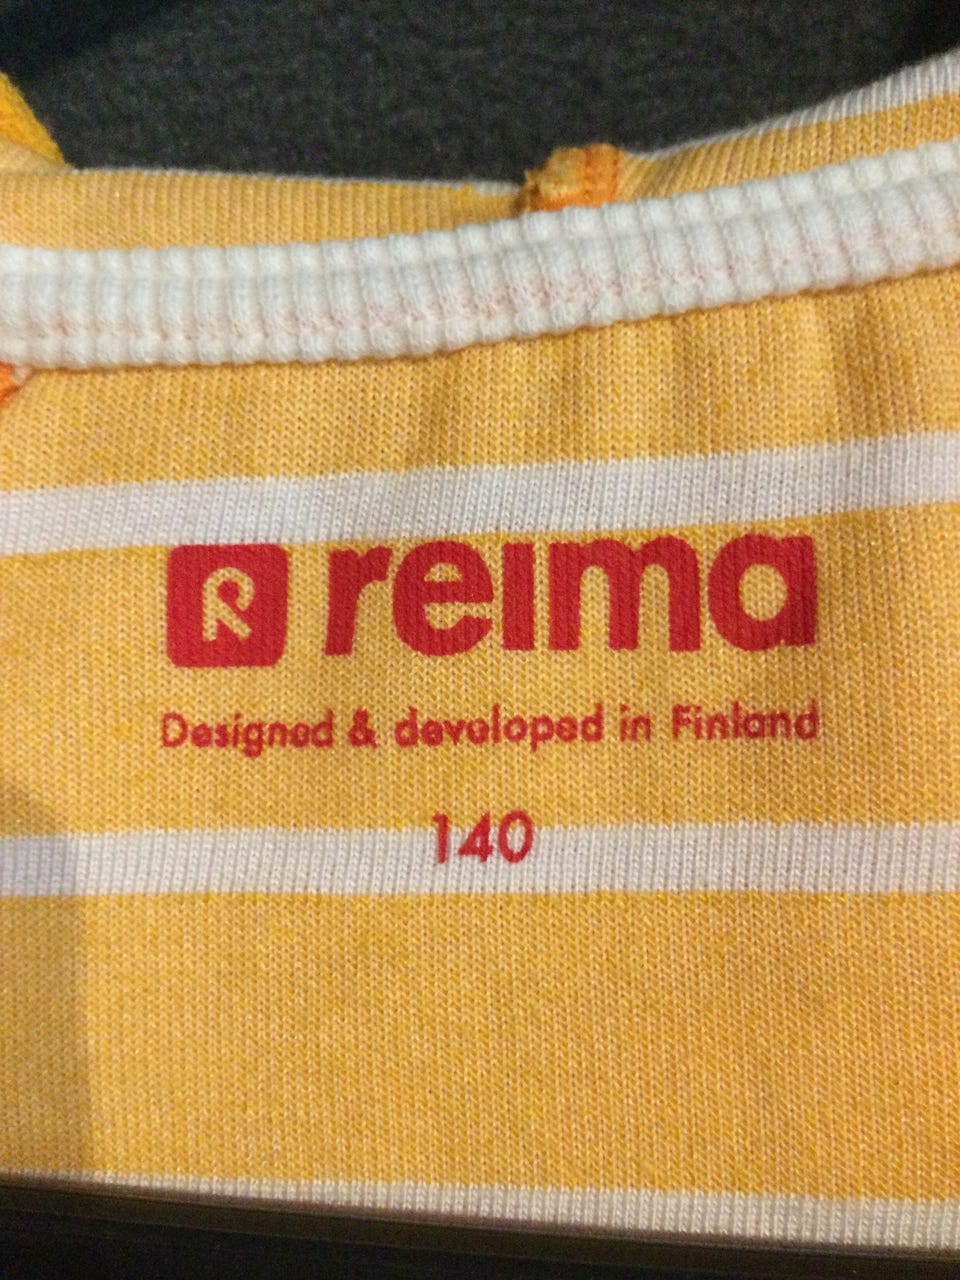 R reima
Designed & developed in Finland
140